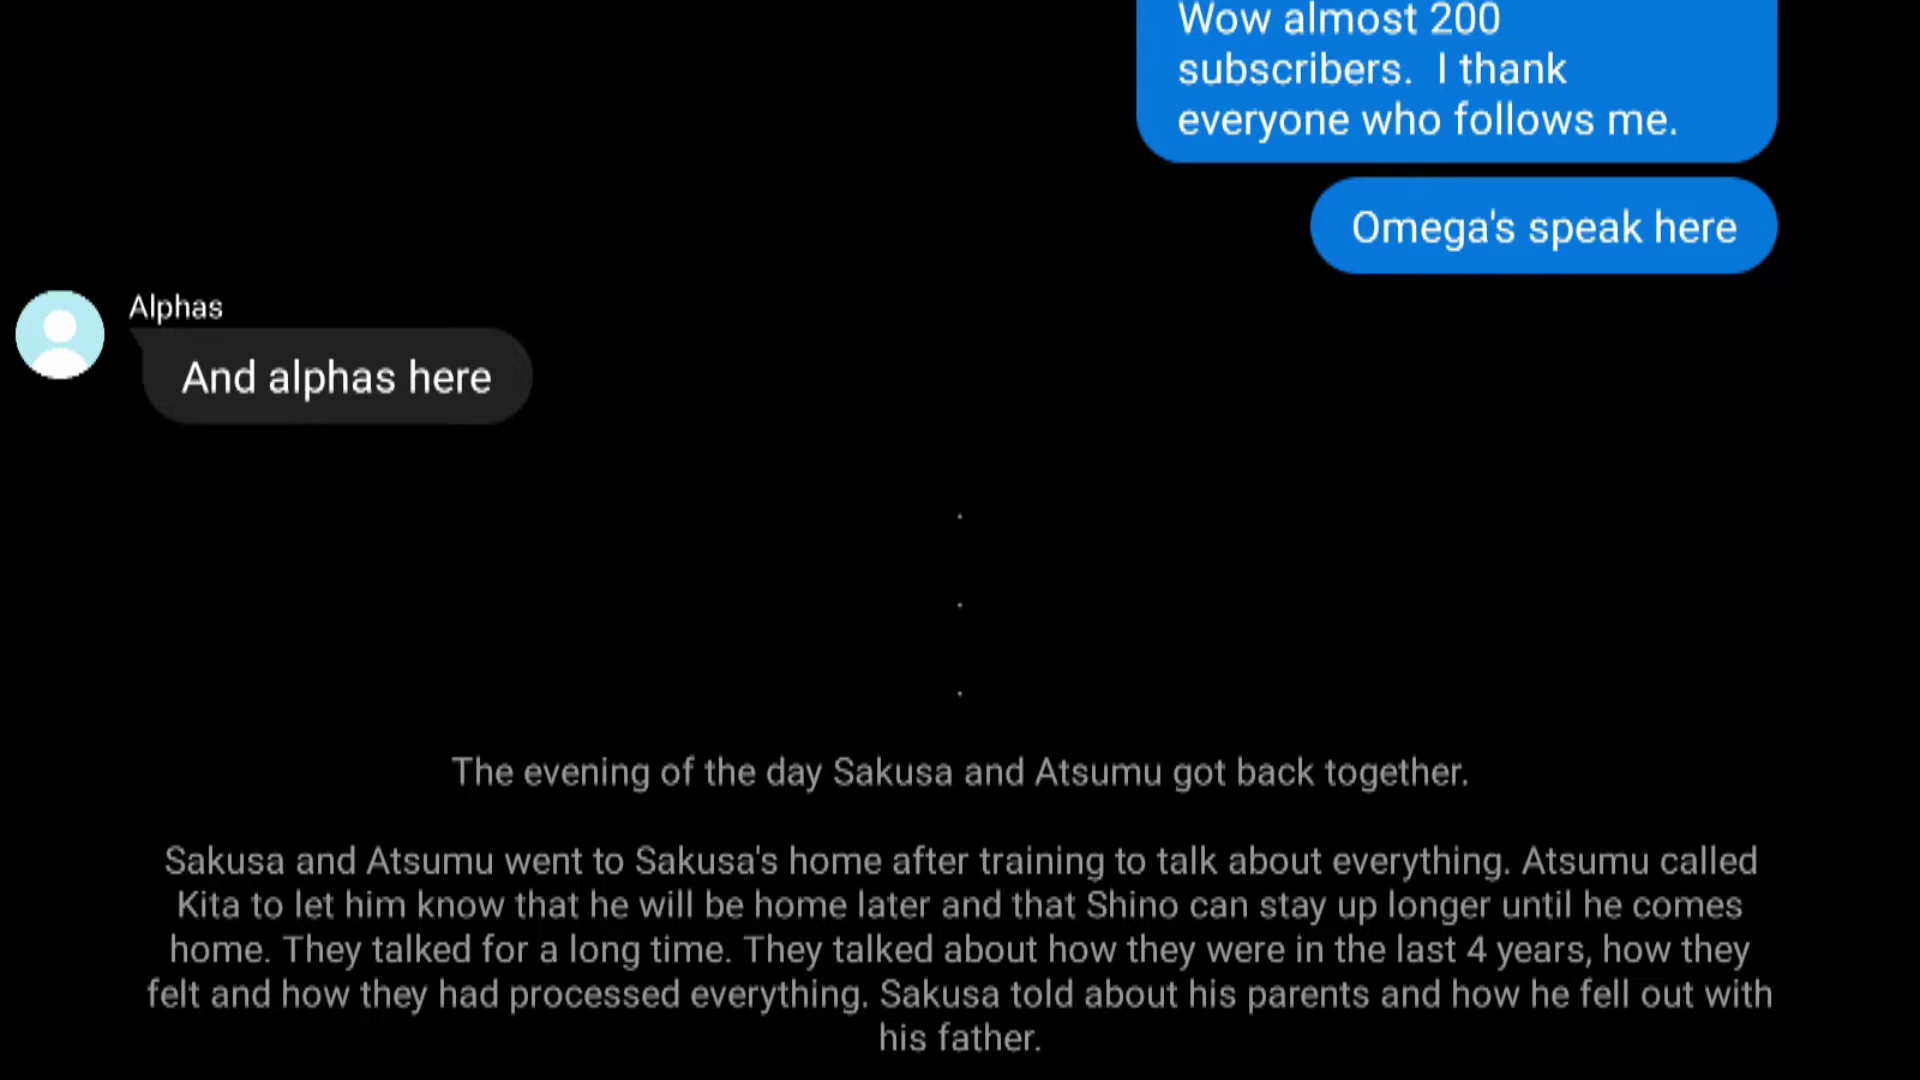 Wow almost 200
subscribers.  I thank
everyone who follows me.
Omega's speak here
Alphas
And alphas here
.
.
.
The evening of the day Sakusa and Atsumu got back together.
Sakusa and Atsumu went to Sakusa's home after training to talk about everything. Atsumu called
Kita to let him know that he will be home later and that Shino can stay up longer until he comes
home. They talked for a long time. They talked about how they were in the last 4 years, how they
felt and how they had processed everything. Sakusa told about his parents and how he fell out with
his father.